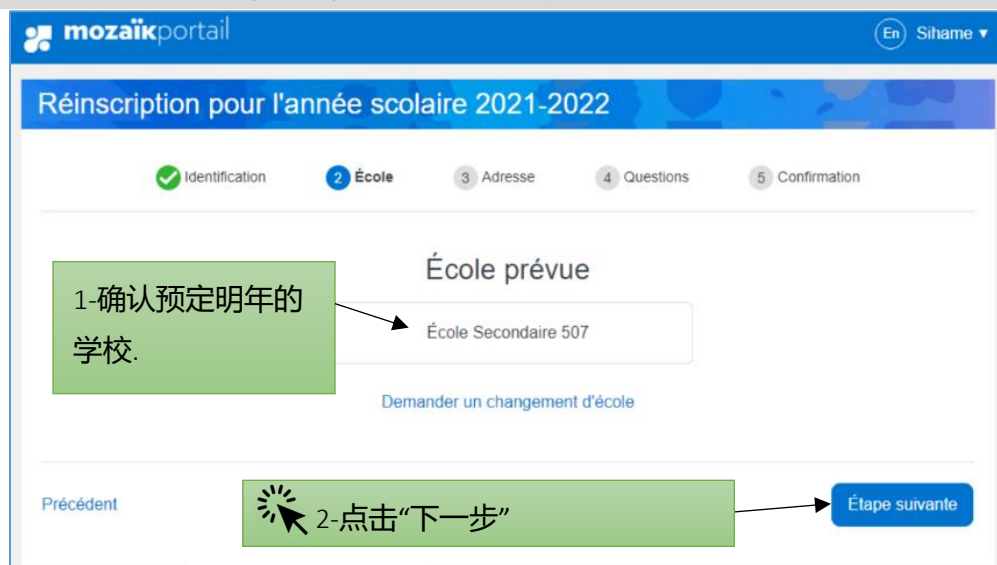 mozaïkportail
En Sihame
Réinscription pour l'année scolaire 2021-2022
Identification 2 École 3 Adresse 4 Questions 5 Confirmation
École prévue
1-确认预定明年的
学校.
École Secondaire 507
Demander un changement d'école
Précédent
2-点击“下一步”
Étape suivante